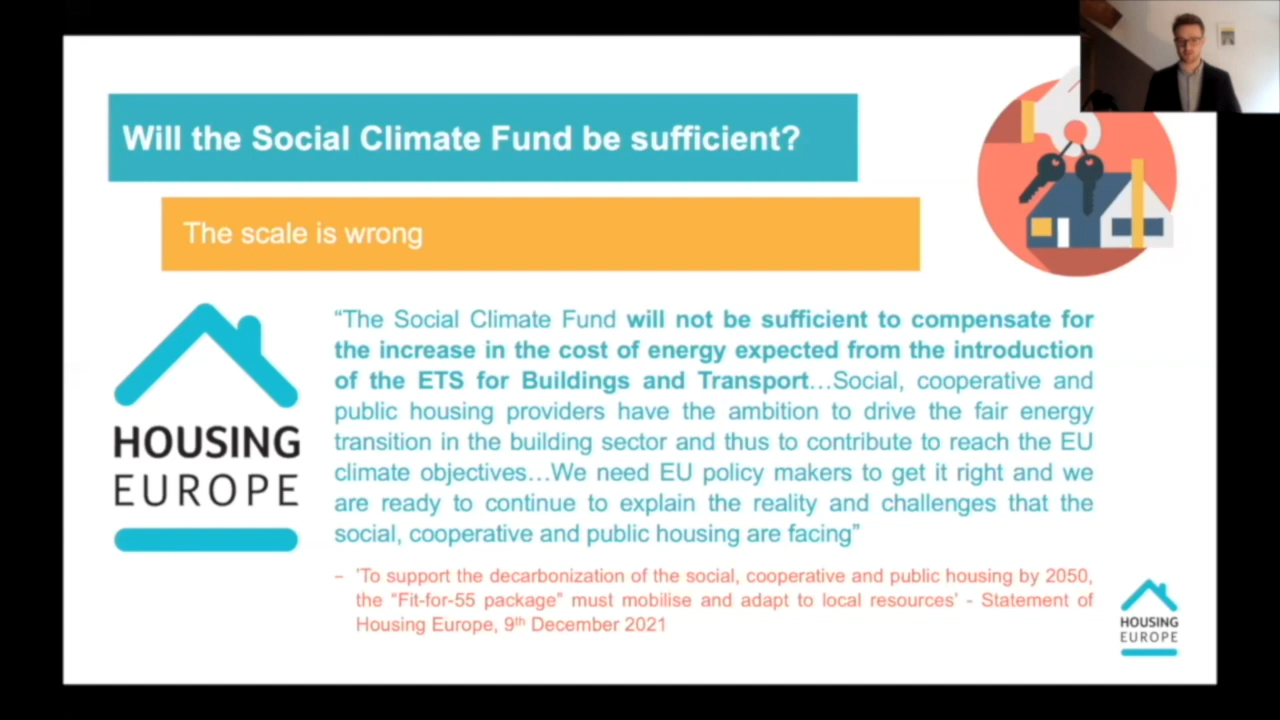 Will the Social Climate Fund be sufficient?
The scale is wrong
HOUSING
EUROPE
“The Social Climate Fund will not be sufficient to compensate for
the increase in the cost of energy expected from the introduction
of the ETS for Buildings and Transport…Social, cooperative and
public housing providers have the ambition to drive the fair energy
transition in the building sector and thus to contribute to reach the EU
climate objectives…We need EU policy makers to get it right and we
are ready to continue to explain the reality and challenges that the
social, cooperative and public housing are facing”
– 'To support the decarbonization of the social, cooperative and public housing by 2050,
the “Fit-for-55 package” must mobilise and adapt to local resources’ - Statement of
Housing Europe, 9th December 2021
HOUSING
EUROPE